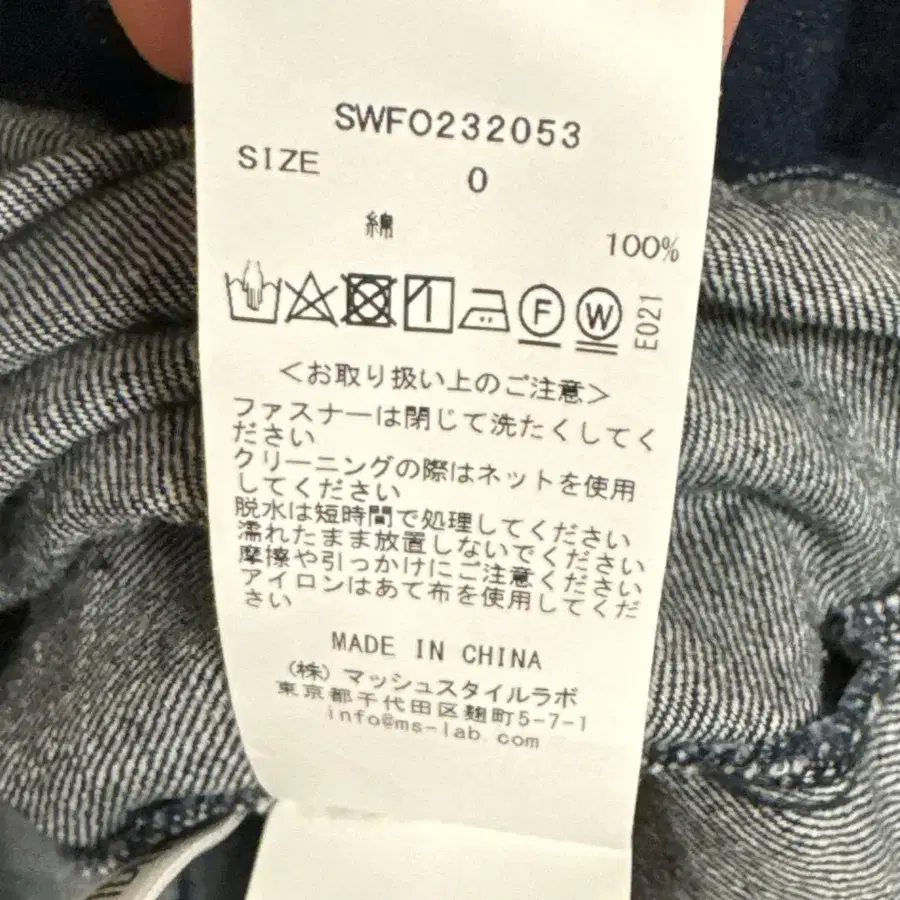 SWFO232053
SIZE 0
綿 100%
F W E021
＜お取り扱い上のご注意＞
ファスナーは閉じて洗たくしてく
ださい
クリーニングの際はネットを使用
してください
脱水は短時間で処理してください
濡れたまま放置しないでください
摩擦や引っかけにご注意ください
アイロンはあて布を使用してくだ
さい
MADE IN CHINA
（株）マッシュスタイルラボ
東京都千代田区麹町5-7-1
info@ms-lab.com